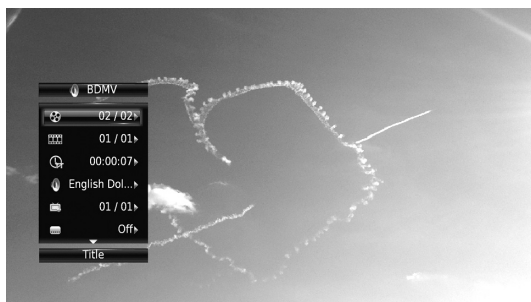 BDMV
02 / 02
01 / 01
00:00:07
English Dol...
01 / 01
Off
Title